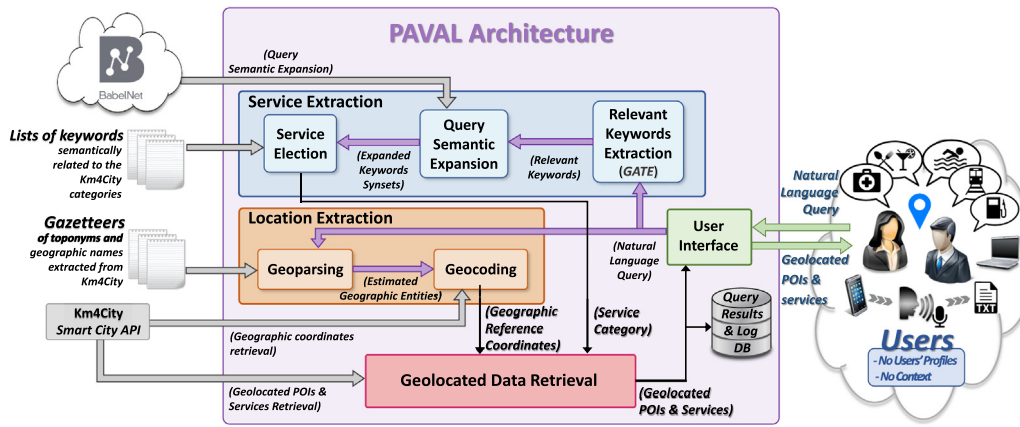 PAVAL Architecture
BabelNet
(Query
Semantic Expansion)
Service Extraction
Lists of keywords
semantically
related to the
Km4City
categories
Service
Election
(Expanded
Keywords
Synsets)
Query
Semantic
Expansion
(Relevant
Keywords)
Relevant
Keywords
Extraction
(GATE)
Gazetteers
of toponyms and
geographic names
extracted from
Km4City
Location Extraction
Geoparsing
(Estimated
Geographic Entities)
Geocoding
(Natural
Language
Query)
User
Interface
Natural
Language
Query
Geolocated
POIs &
services
Km4City
Smart City API
(Geographic coordinates
retrieval)
(Geographic
Reference
Coordinates)
(Service
Category)
Query
Results
& Log
DB
(Geolocated POIs &
Services Retrieval)
Geolocated Data Retrieval
(Geolocated
POIs & Services)
TXT
Users
- No Users' Profiles
- No Context